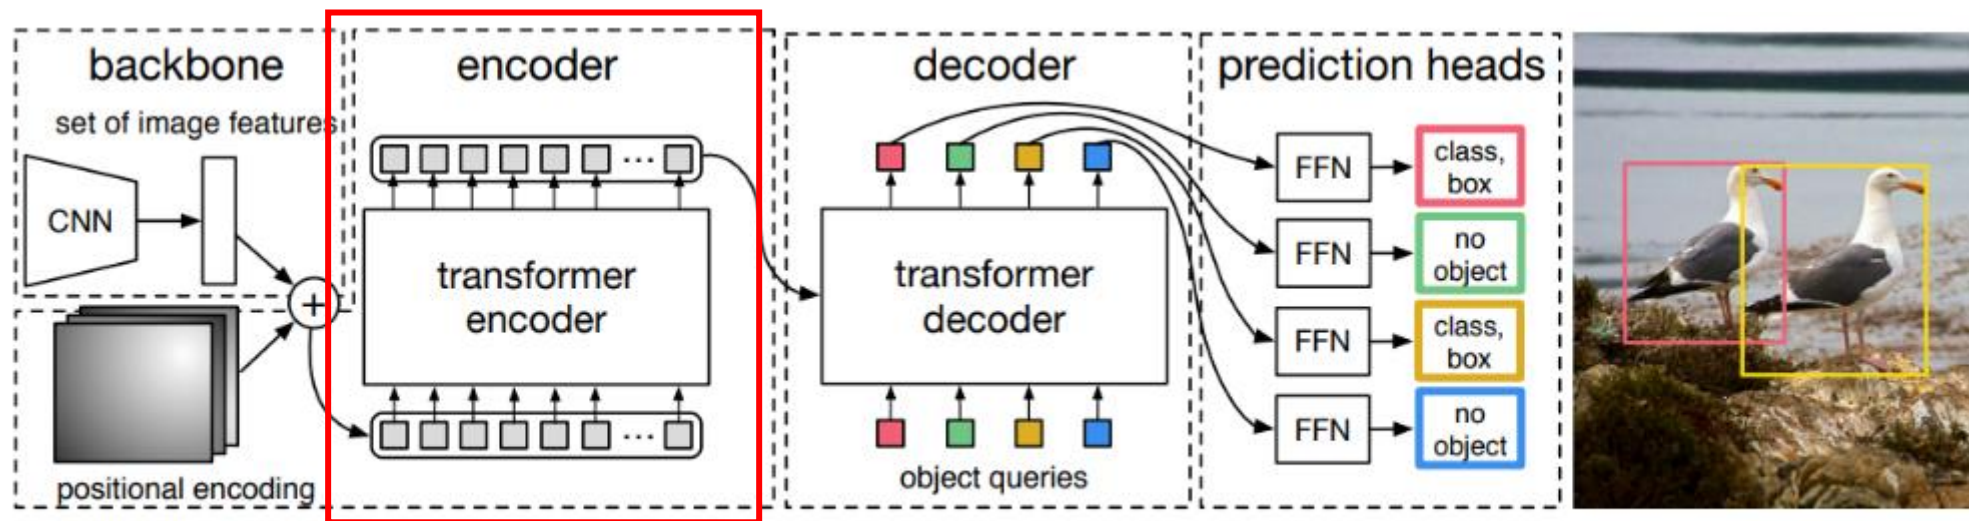 backbone
set of image features
CNN
+
positional encoding
encoder
...
transformer
encoder
...
decoder
transformer
decoder
object queries
prediction heads
FFN
class,
box
FFN
no
object
FFN
class,
box
FFN
no
object